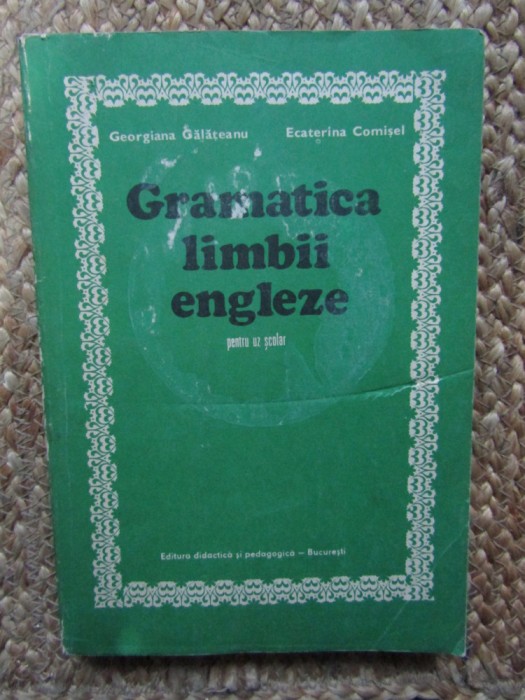 Georgiana Gălățeanu Ecaterina Comișel
Gramatica
limbii
engleze
pentru uz școlar
Editura didactică și pedagogică – București